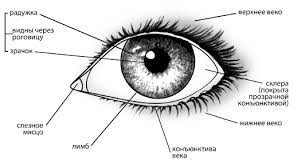 радужка
видны через
роговицу
зрачок
слезное
мясцо
лимб
конъюнктива
века
верхнее веко
склера
(покрыта
прозрачной
конъюнктивой)
нижнее веко